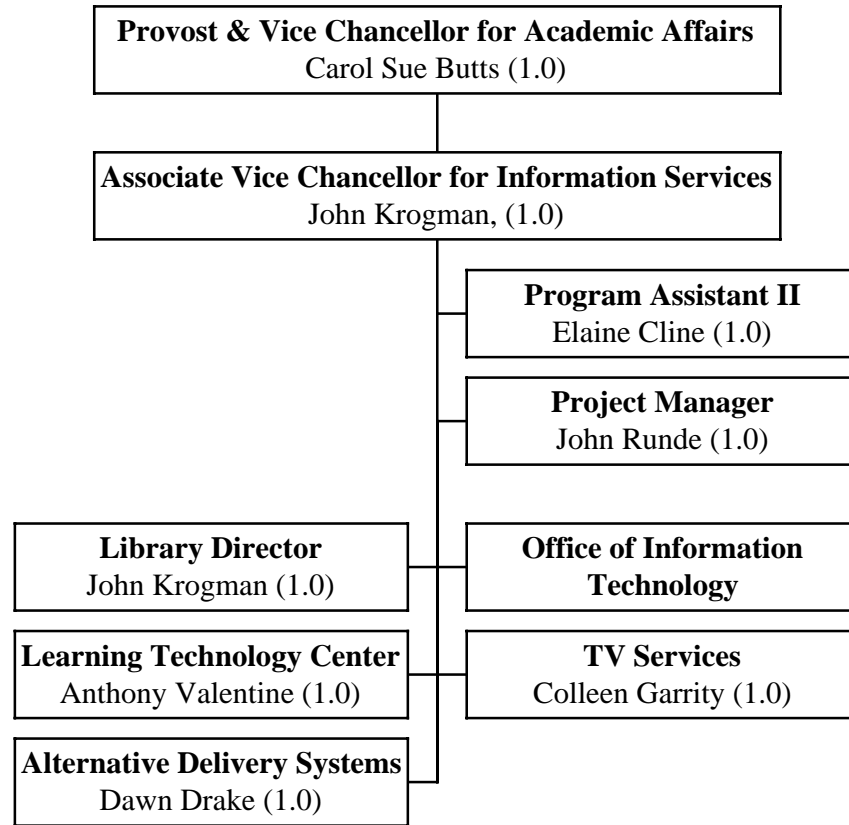 Provost & Vice Chancellor for Academic Affairs
Carol Sue Butts (1.0)
Associate Vice Chancellor for Information Services
John Krogman, (1.0)
Program Assistant II
Elaine Cline (1.0)
Project Manager
John Runde (1.0)
Library Director
John Krogman (1.0)
Office of Information
Technology
Learning Technology Center
Anthony Valentine (1.0)
TV Services
Colleen Garrity (1.0)
Alternative Delivery Systems
Dawn Drake (1.0)